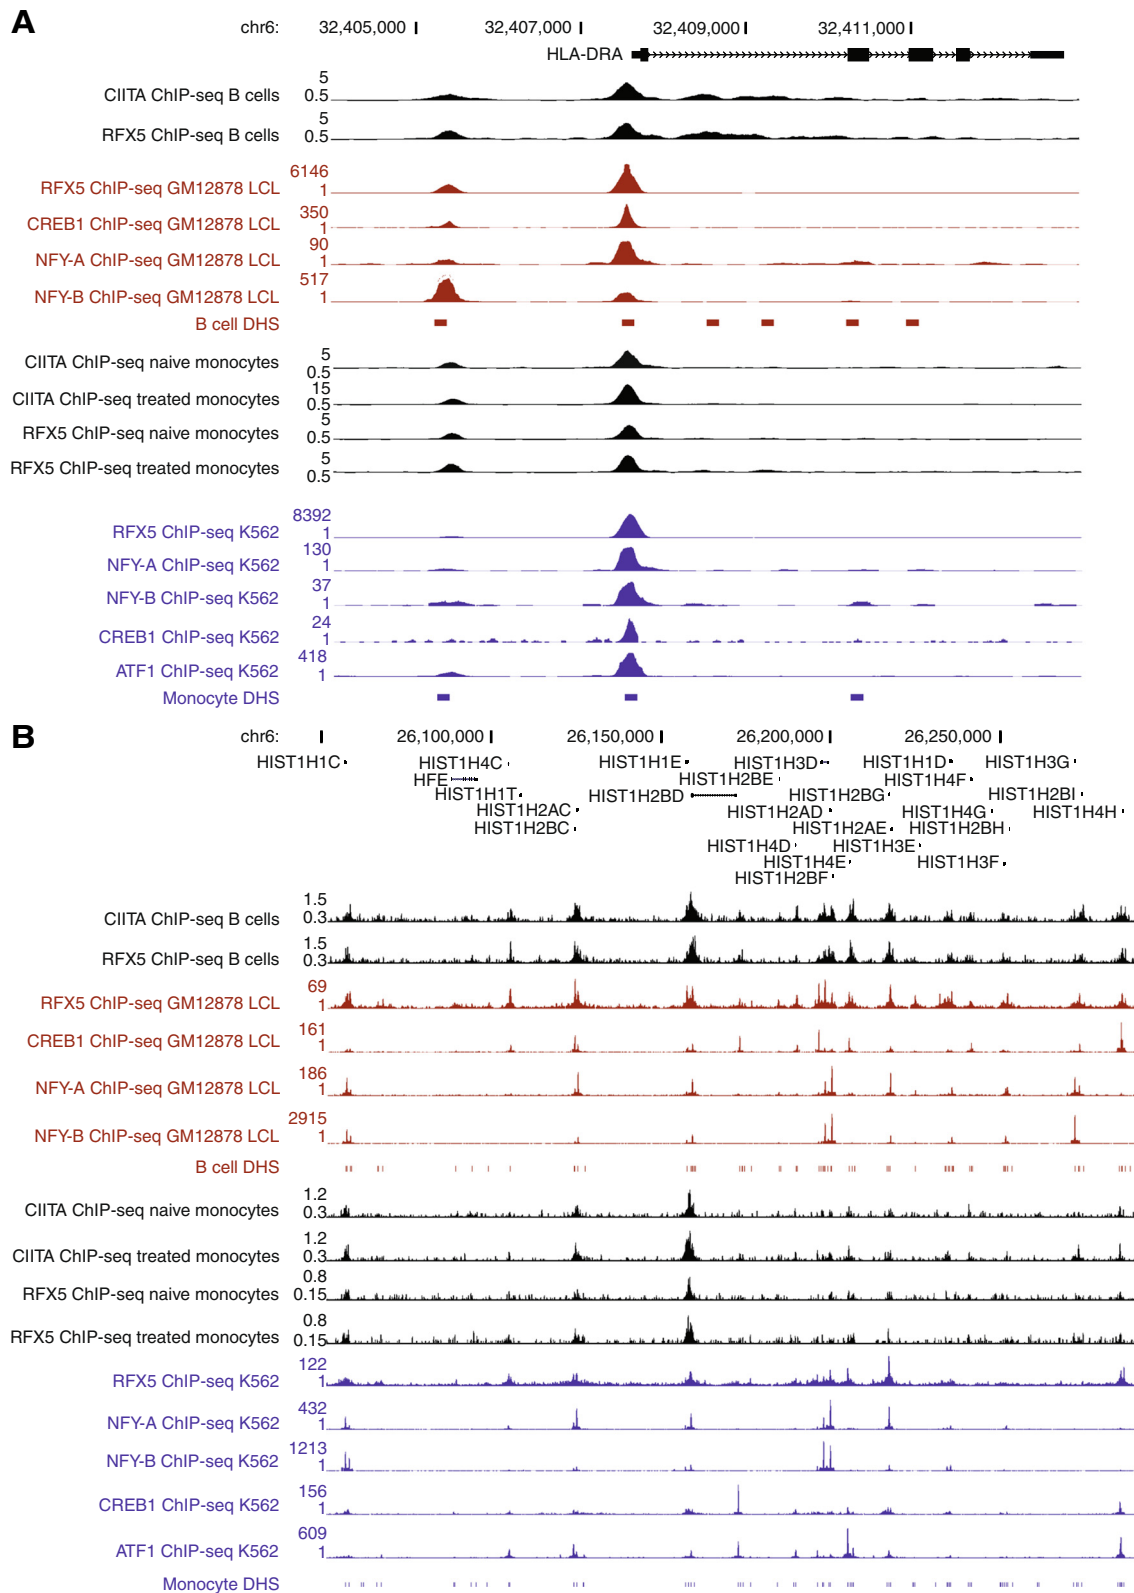 A
chr6: 32,405,000 32,407,000 32,409,000 32,411,000
HLA-DRA
CIITA ChIP-seq B cells 5 0.5
RFX5 ChIP-seq B cells 5 0.5
RFX5 ChIP-seq GM12878 LCL 6146 1
CREB1 ChIP-seq GM12878 LCL 350 1
NFY-A ChIP-seq GM12878 LCL 90 1
NFY-B ChIP-seq GM12878 LCL 517 1
B cell DHS
CIITA ChIP-seq naive monocytes 5 0.5
CIITA ChIP-seq treated monocytes 15 0.5
RFX5 ChIP-seq naive monocytes 5 0.5
RFX5 ChIP-seq treated monocytes 5 0.5
RFX5 ChIP-seq K562 8392 1
NFY-A ChIP-seq K562 130 1
NFY-B ChIP-seq K562 37 1
CREB1 ChIP-seq K562 24 1
ATF1 ChIP-seq K562 418 1
Monocyte DHS
B
chr6: 26,100,000 26,150,000 26,200,000 26,250,000
HIST1H1C HIST1H4C HIST1H1E HIST1H3D HIST1H1D HIST1H3G
HFE HIST1H2BE HIST1H4F
HIST1H1T HIST1H2BD HIST1H2BG HIST1H2BI
HIST1H2AC HIST1H2AD HIST1H4G HIST1H4H
HIST1H2BC HIST1H2AE HIST1H2BH
HIST1H4D HIST1H3E
HIST1H4E HIST1H3F
HIST1H2BF
CIITA ChIP-seq B cells 1.5 0.3
RFX5 ChIP-seq B cells 1.5 0.3
RFX5 ChIP-seq GM12878 LCL 69 1
CREB1 ChIP-seq GM12878 LCL 161 1
NFY-A ChIP-seq GM12878 LCL 186 1
NFY-B ChIP-seq GM12878 LCL 2915 1
B cell DHS
CIITA ChIP-seq naive monocytes 1.2 0.3
CIITA ChIP-seq treated monocytes 1.2 0.3
RFX5 ChIP-seq naive monocytes 0.8 0.15
RFX5 ChIP-seq treated monocytes 0.8 0.15
RFX5 ChIP-seq K562 122 1
NFY-A ChIP-seq K562 432 1
NFY-B ChIP-seq K562 1213 1
CREB1 ChIP-seq K562 156 1
ATF1 ChIP-seq K562 609 1
Monocyte DHS